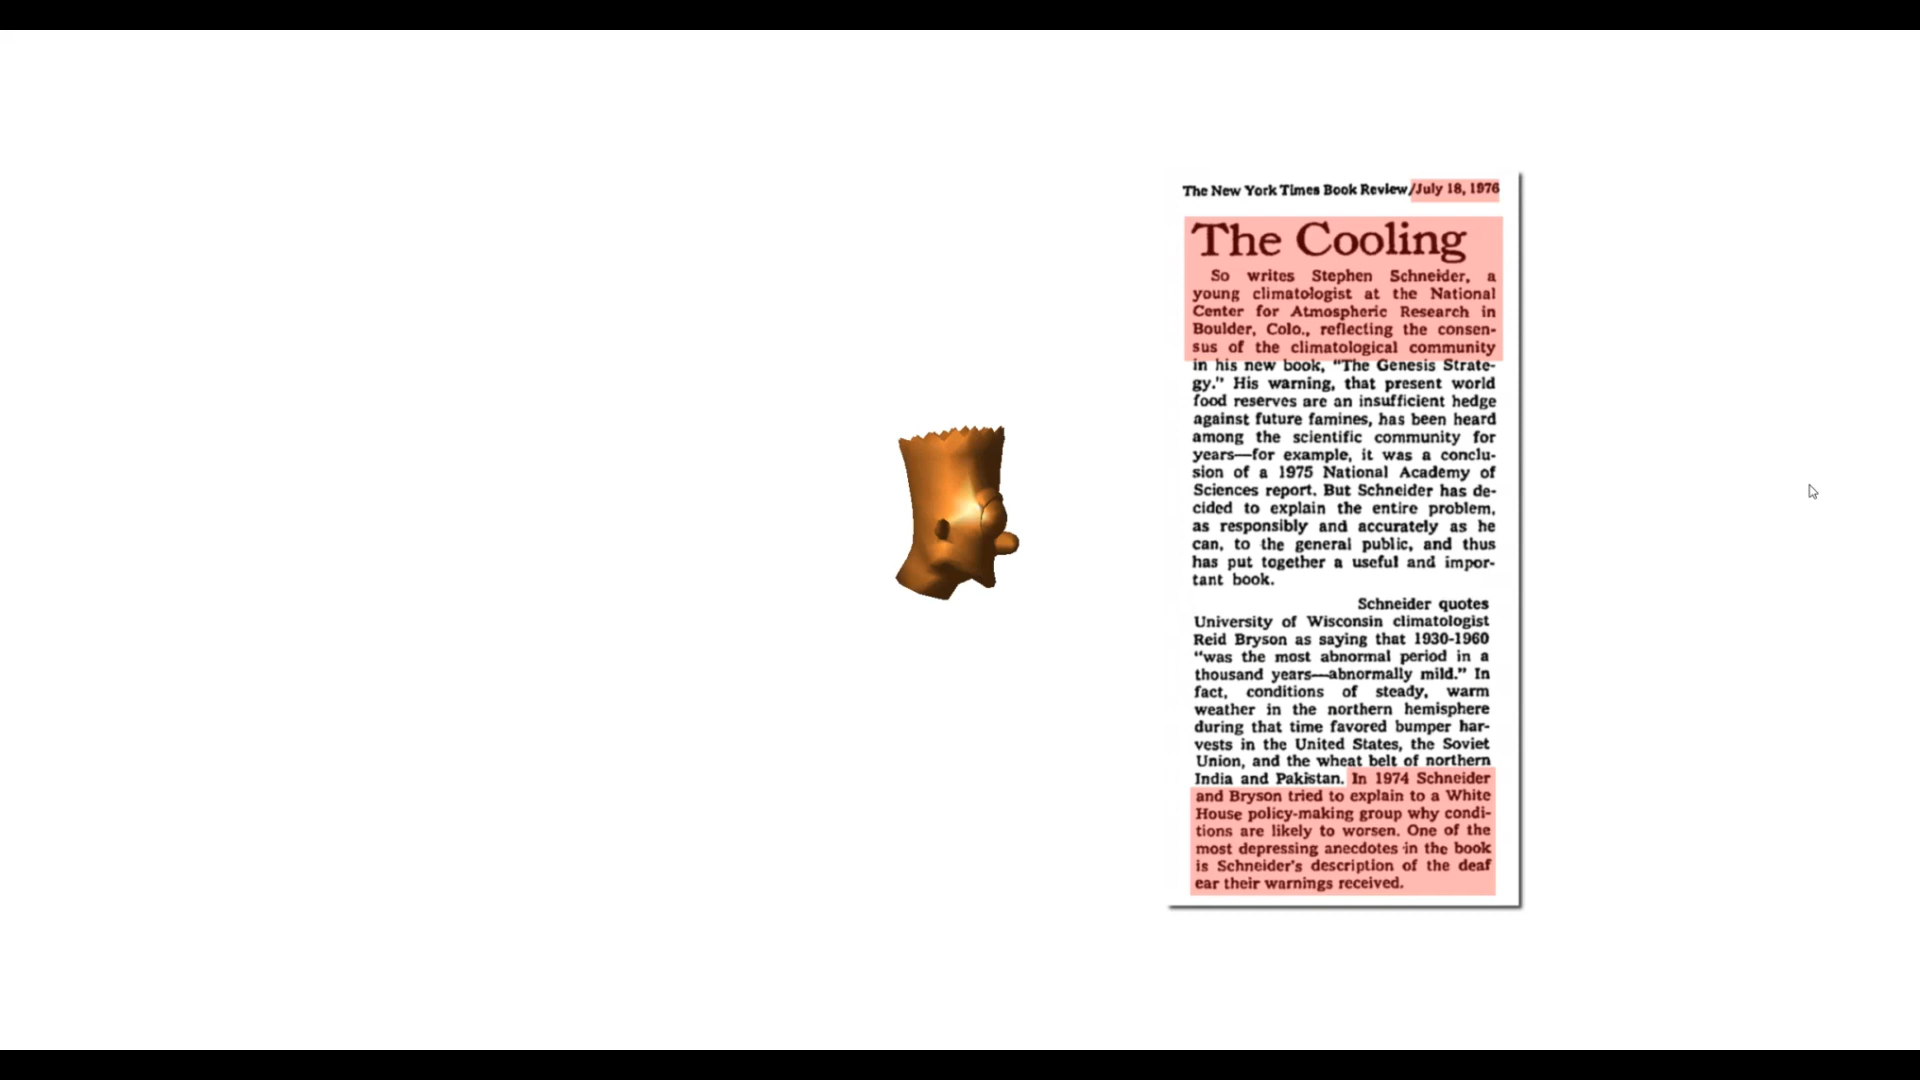 The New York Times Book Review/July 18, 1976
The Cooling
So writes Stephen Schneider, a
young climatologist at the National
Center for Atmospheric Research in
Boulder, Colo., reflecting the consen-
sus of the climatological community
in his new book, “The Genesis Strate-
gy.” His warning, that present world
food reserves are an insufficient hedge
against future famines, has been heard
among the scientific community for
years—for example, it was a conclu-
sion of a 1975 National Academy of
Sciences report. But Schneider has de-
cided to explain the entire problem,
as responsibly and accurately as he
can, to the general public, and thus
has put together a useful and impor-
tant book.
Schneider quotes
University of Wisconsin climatologist
Reid Bryson as saying that 1930-1960
“was the most abnormal period in a
thousand years—abnormally mild.” In
fact, conditions of steady, warm
weather in the northern hemisphere
during that time favored bumper har-
vests in the United States, the Soviet
Union, and the wheat belt of northern
India and Pakistan. In 1974 Schneider
and Bryson tried to explain to a White
House policy-making group why condi-
tions are likely to worsen. One of the
most depressing anecdotes in the book
is Schneider's description of the deaf
ear their warnings received.